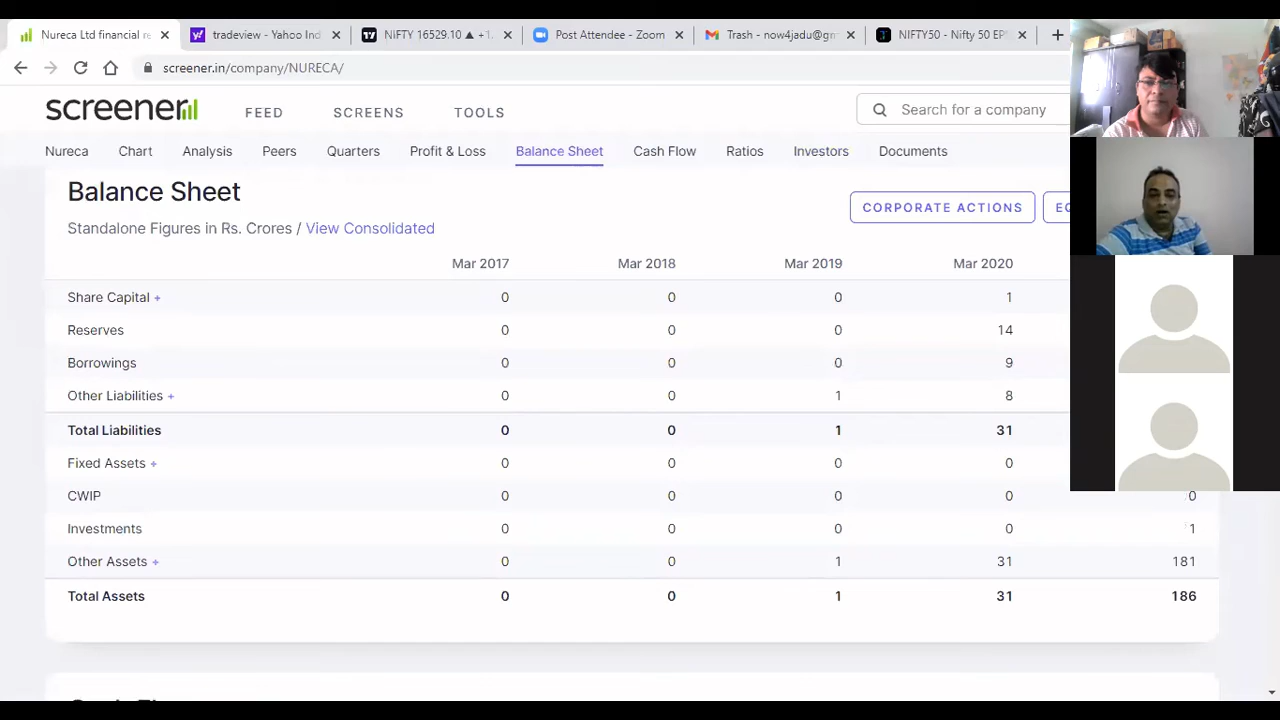 Nureca Ltd financial re
tradeview - Yahoo Ind
NIFTY 16529.10 ▲ +1.
Post Attendee - Zoom
Trash - now4jadu@gm
NIFTY50 - Nifty 50 EP
screener.in/company/NURECA/
screener
FEED SCREENS TOOLS
Search for a company
Nureca Chart Analysis Peers Quarters Profit & Loss Balance Sheet Cash Flow Ratios Investors Documents
Balance Sheet
CORPORATE ACTIONS
Standalone Figures in Rs. Crores / View Consolidated
Mar 2017 Mar 2018 Mar 2019 Mar 2020
Share Capital + 0 0 0 1
Reserves 0 0 0 14
Borrowings 0 0 0 9
Other Liabilities + 0 0 1 8
Total Liabilities 0 0 1 31
Fixed Assets + 0 0 0 0
CWIP 0 0 0 0 0
Investments 0 0 0 0 1
Other Assets + 0 0 1 31 181
Total Assets 0 0 1 31 186